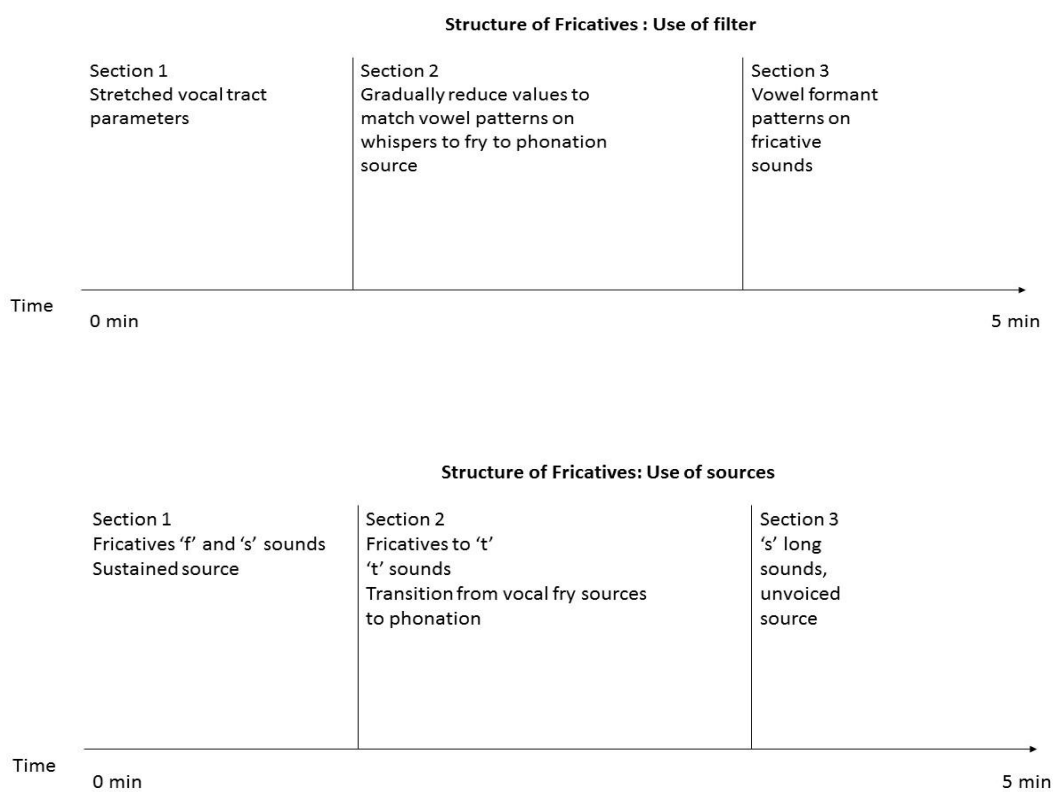 Structure of Fricatives : Use of filter
Section 1
Stretched vocal tract
parameters
Section 2
Gradually reduce values to
match vowel patterns on
whispers to fry to phonation
source
Section 3
Vowel formant
patterns on
fricative
sounds
Time
0 min
5 min
Structure of Fricatives: Use of sources
Section 1
Fricatives ‘f’ and ‘s’ sounds
Sustained source
Section 2
Fricatives to ‘t’
‘t’ sounds
Transition from vocal fry sources
to phonation
Section 3
‘s’ long
sounds,
unvoiced
source
Time
0 min
5 min